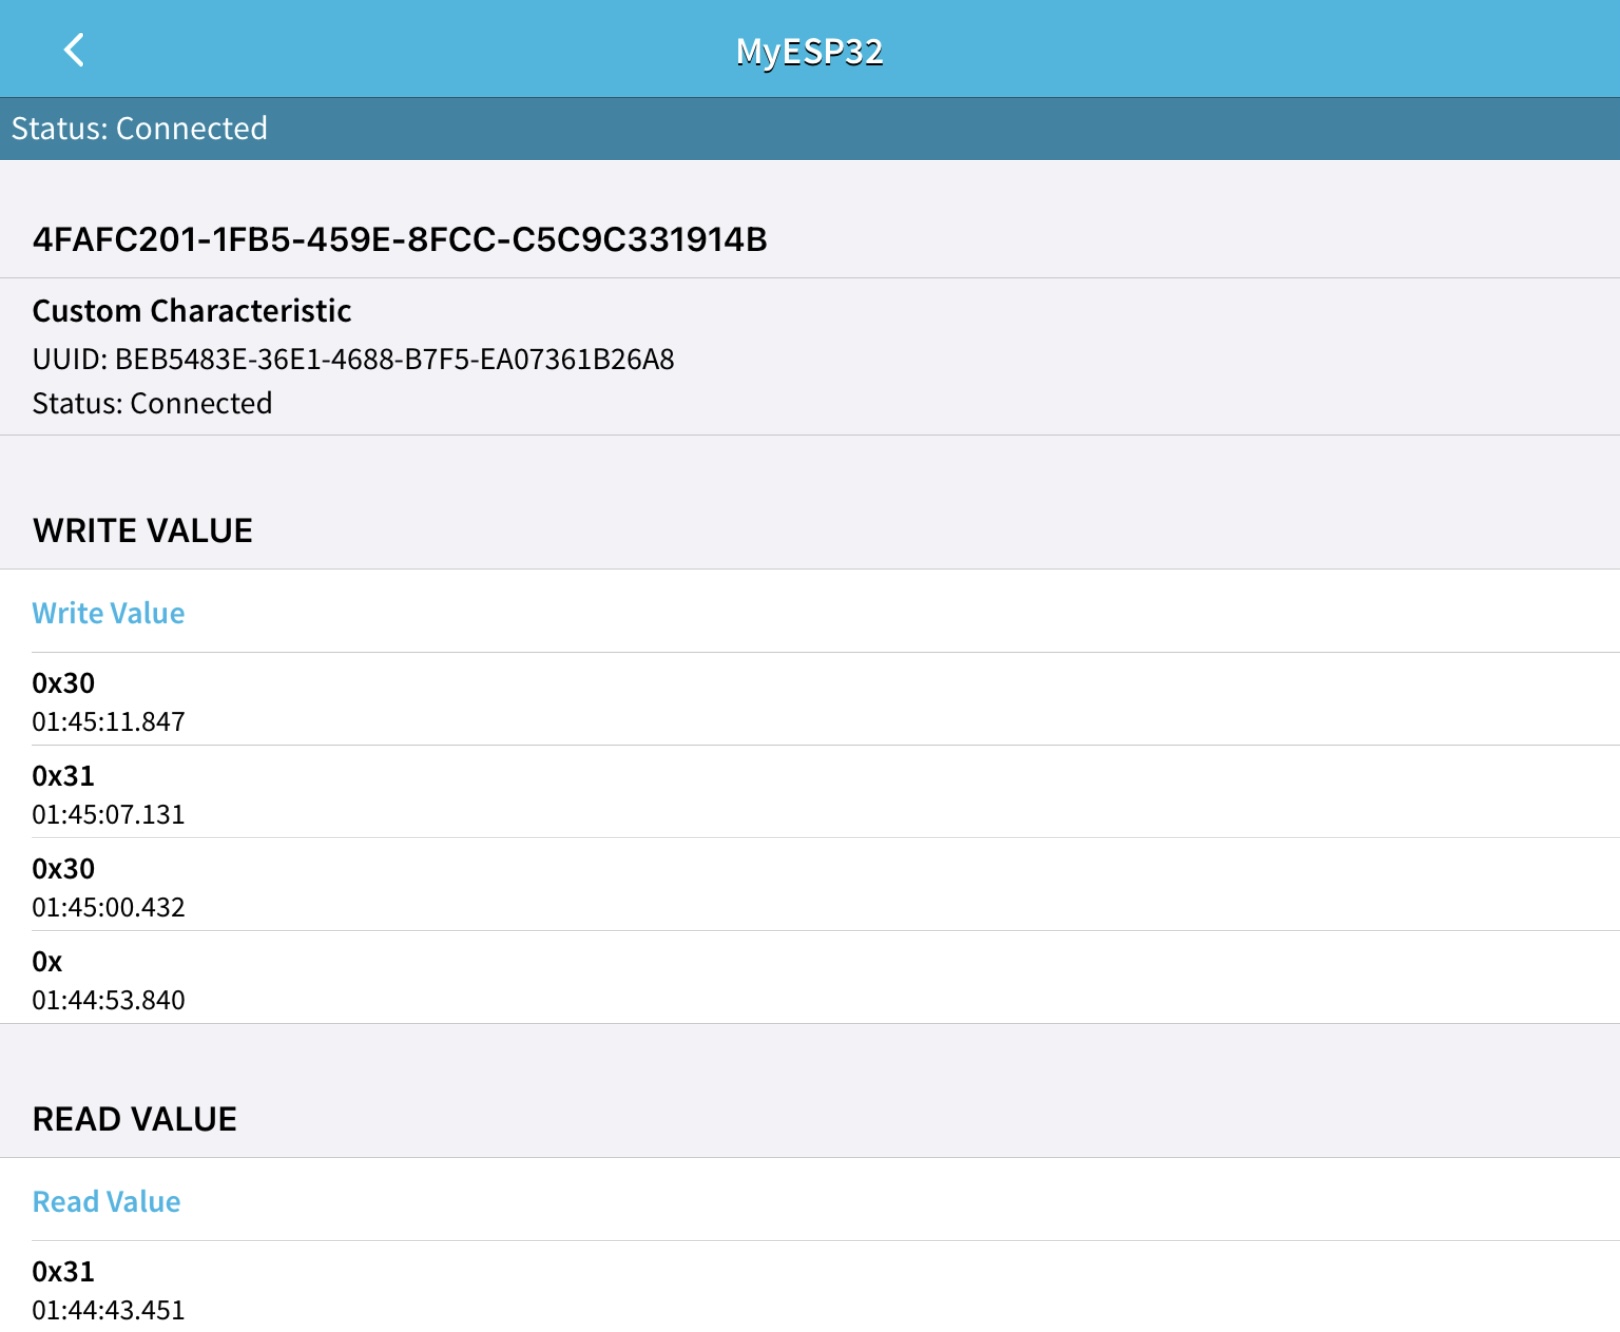 MyESP32
Status: Connected
4FAFC201-1FB5-459E-8FCC-C5C9C331914B
Custom Characteristic
UUID: BEB5483E-36E1-4688-B7F5-EA07361B26A8
Status: Connected
WRITE VALUE
Write Value
0x30
01:45:11.847
0x31
01:45:07.131
0x30
01:45:00.432
0x
01:44:53.840
READ VALUE
Read Value
0x31
01:44:43.451